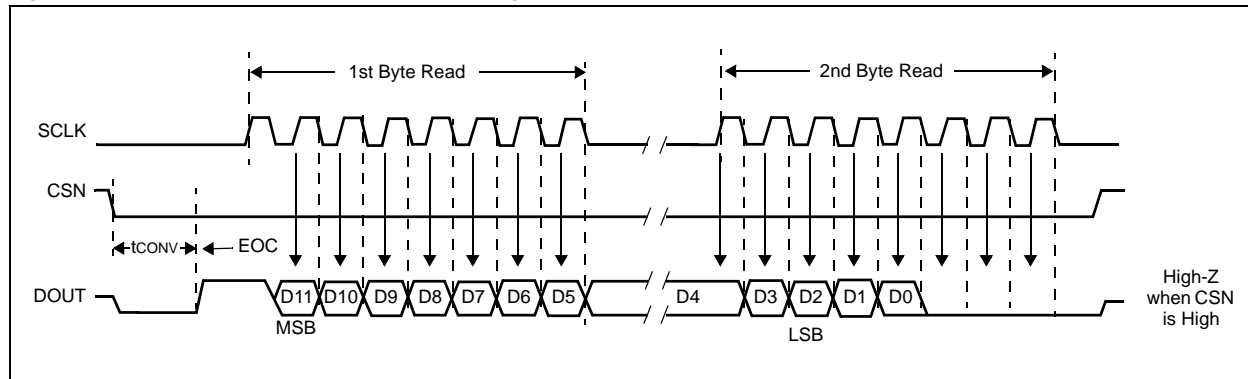 1st Byte Read
2nd Byte Read
SCLK
CSN
tCONV
EOC
DOUT
D11
D10
D9
D8
D7
D6
D5
D4
D3
D2
D1
D0
High-Z
when CSN
is High
MSB
LSB